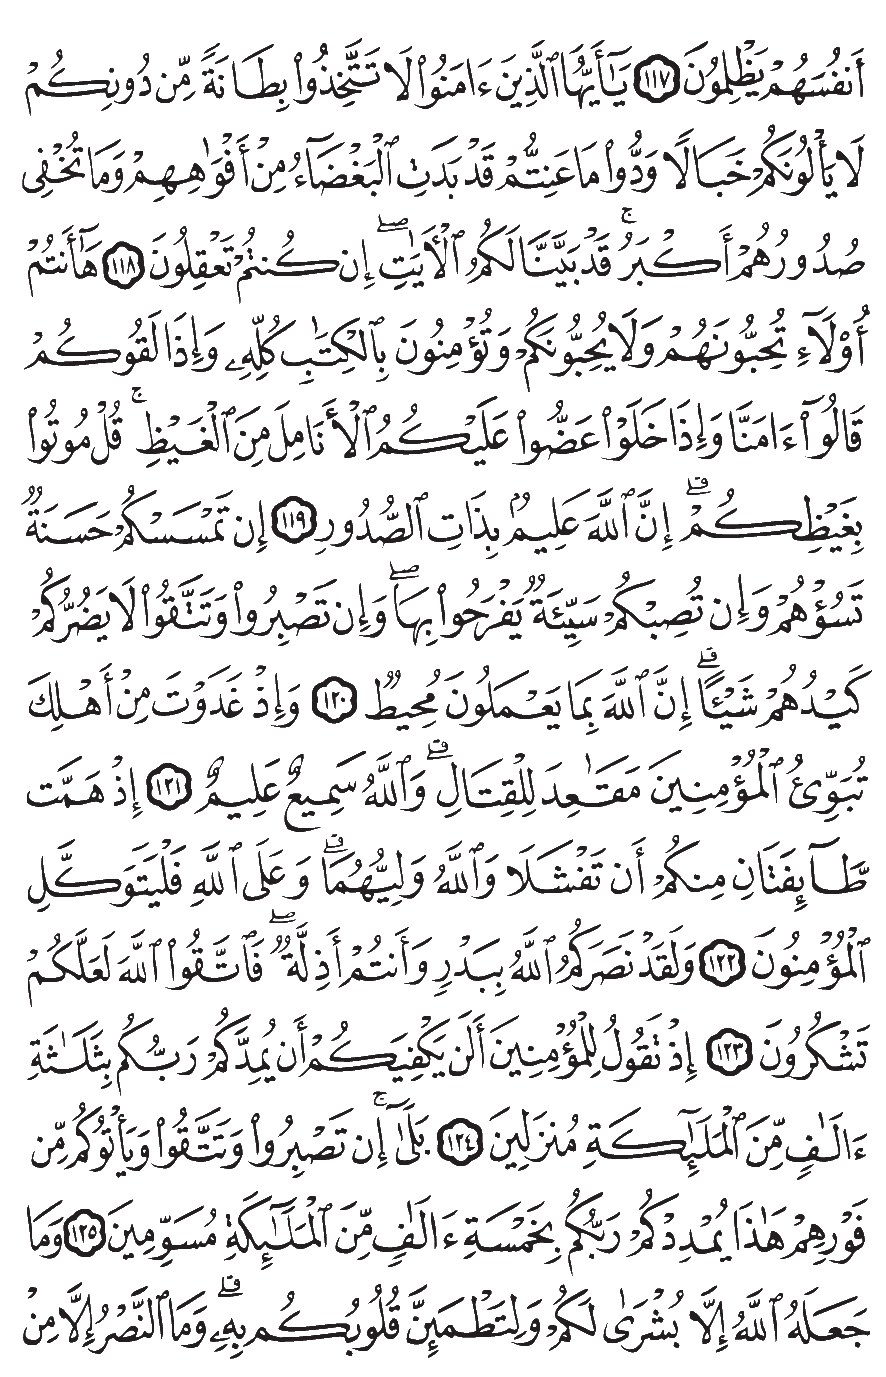 أَنفُسَهُمْ يَظْلِمُونَ ١١٧ يَٰٓأَيُّهَا ٱلَّذِينَ ءَامَنُوا۟ لَا تَتَّخِذُوا۟ بِطَانَةً مِّن دُونِكُمْ
لَا يَأْلُونَكُمْ خَبَالًا وَدُّوا۟ مَا عَنِتُّمْ قَدْ بَدَتِ ٱلْبَغْضَآءُ مِنْ أَفْوَٰهِهِمْ وَمَا تُخْفِى
صُدُورُهُمْ أَكْبَرُ ۚ قَدْ بَيَّنَّا لَكُمُ ٱلْءَايَٰتِ ۖ إِن كُنتُمْ تَعْقِلُونَ ١١٨ هَٰٓأَنتُمْ
أُو۟لَآءِ تُحِبُّونَهُمْ وَلَا يُحِبُّونَكُمْ وَتُؤْمِنُونَ بِٱلْكِتَٰبِ كُلِّهِۦ وَإِذَا لَقُوكُمْ
قَالُوٓا۟ ءَامَنَّا وَإِذَا خَلَوْا۟ عَضُّوا۟ عَلَيْكُمُ ٱلْأَنَامِلَ مِنَ ٱلْغَيْظِ ۚ قُلْ مُوتُوا۟
بِغَيْظِكُمْ ۗ إِنَّ ٱللَّهَ عَلِيمٌۢ بِذَاتِ ٱلصُّدُورِ ١١٩ إِن تَمْسَسْكُمْ حَسَنَةٌ
تَسُؤْهُمْ وَإِن تُصِبْكُمْ سَيِّئَةٌ يَفْرَحُوا۟ بِهَا ۖ وَإِن تَصْبِرُوا۟ وَتَتَّقُوا۟ لَا يَضُرُّكُمْ
كَيْدُهُمْ شَيْـًٔا ۗ إِنَّ ٱللَّهَ بِمَا يَعْمَلُونَ مُحِيطٌ ١٢٠ وَإِذْ غَدَوْتَ مِنْ أَهْلِكَ
تُبَوِّئُ ٱلْمُؤْمِنِينَ مَقَٰعِدَ لِلْقِتَالِ ۗ وَٱللَّهُ سَمِيعٌ عَلِيمٌ ١٢١ إِذْ هَمَّت
طَّآئِفَتَانِ مِنكُمْ أَن تَفْشَلَا وَٱللَّهُ وَلِيُّهُمَا ۗ وَعَلَى ٱللَّهِ فَلْيَتَوَكَّلِ
ٱلْمُؤْمِنُونَ ١٢٢ وَلَقَدْ نَصَرَكُمُ ٱللَّهُ بِبَدْرٍ وَأَنتُمْ أَذِلَّةٌ ۖ فَٱتَّقُوا۟ ٱللَّهَ لَعَلَّكُمْ
تَشْكُرُونَ ١٢٣ إِذْ تَقُولُ لِلْمُؤْمِنِينَ أَلَن يَكْفِيَكُمْ أَن يُمِدَّكُمْ رَبُّكُم بِثَلَٰثَةِ
ءَالَٰفٍ مِّنَ ٱلْمَلَٰٓئِكَةِ مُنزَلِينَ ١٢٤ بَلَىٰٓ ۚ إِن تَصْبِرُوا۟ وَتَتَّقُوا۟ وَيَأْتُوكُم مِّن
فَوْرِهِمْ هَٰذَا يُمْدِدْكُمْ رَبُّكُم بِخَمْسَةِ ءَالَٰفٍ مِّنَ ٱلْمَلَٰٓئِكَةِ مُسَوِّمِينَ ١٢٥ وَمَا
جَعَلَهُ ٱللَّهُ إِلَّا بُشْرَىٰ لَكُمْ وَلِتَطْمَئِنَّ قُلُوبُكُم بِهِۦ ۗ وَمَا ٱلنَّصْرُ إِلَّا مِنْ